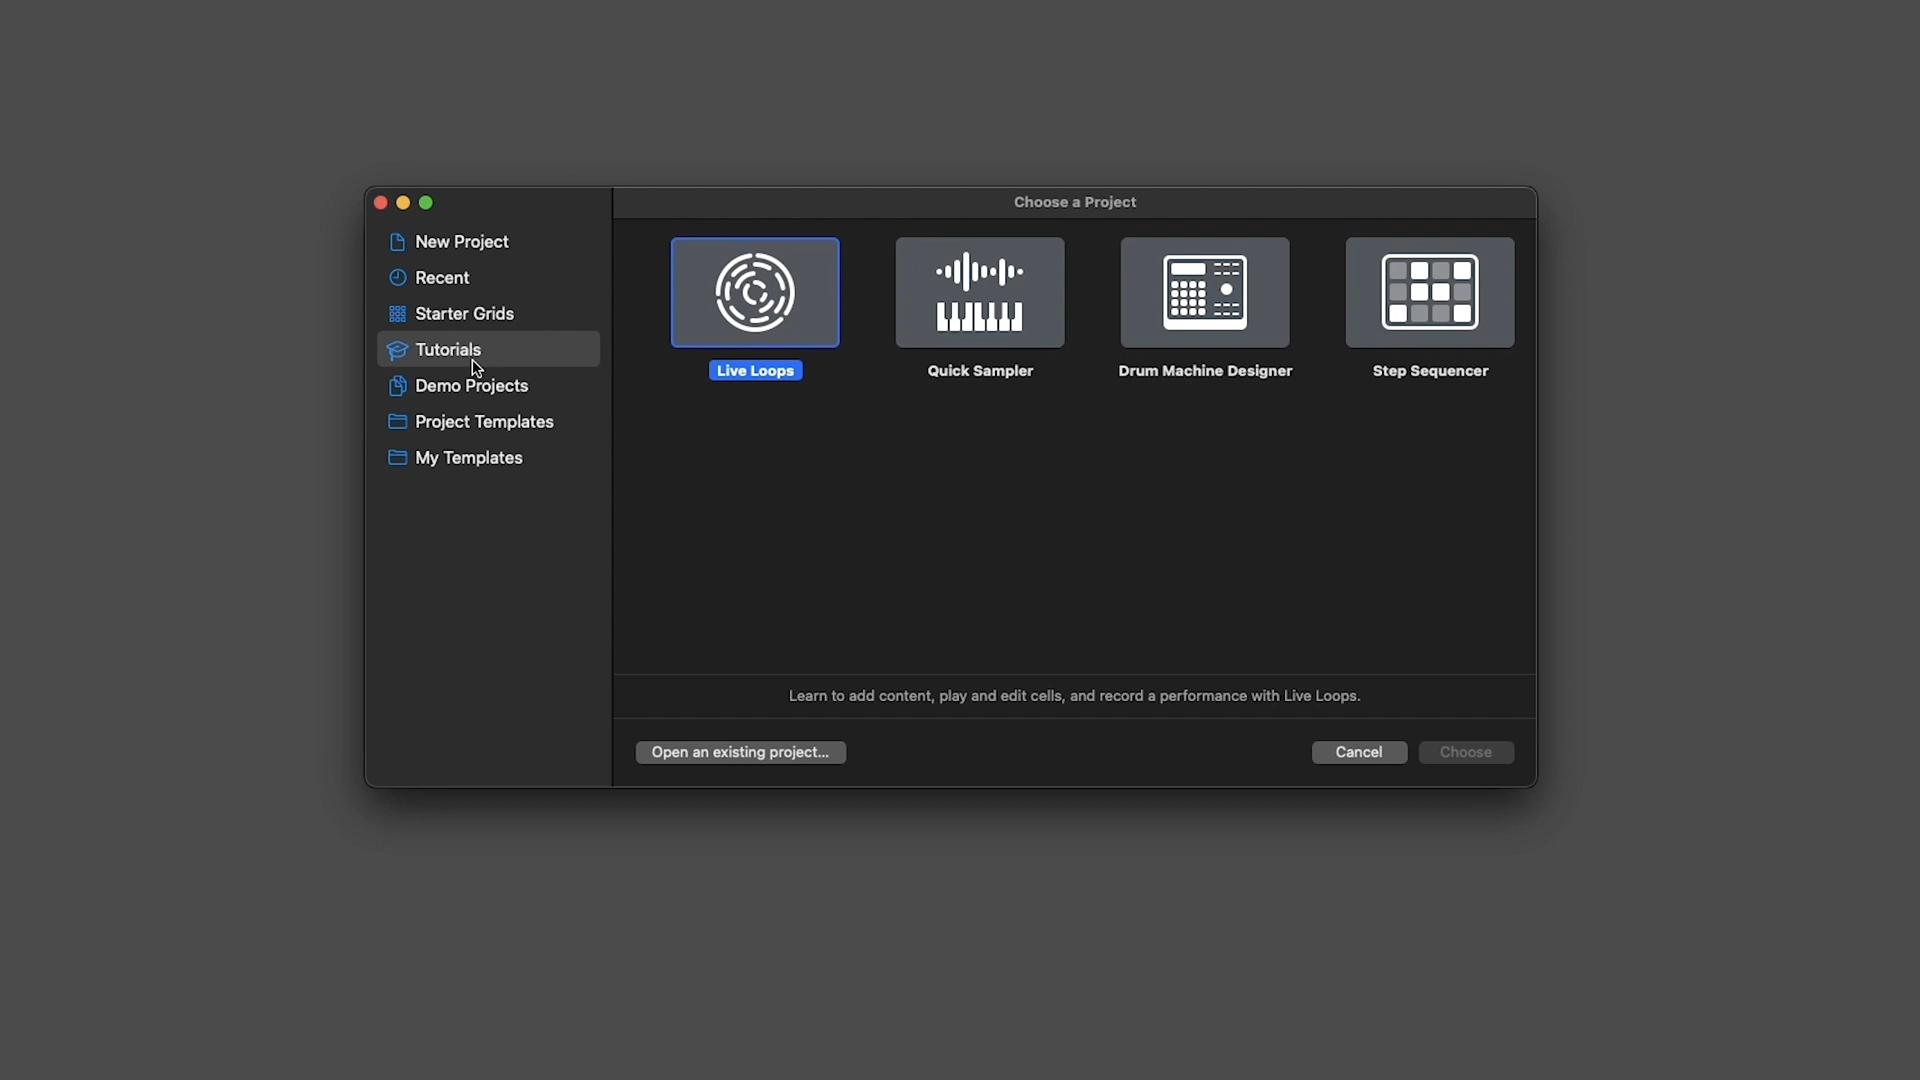 Choose a Project
New Project
Recent
Starter Grids
Tutorials
Demo Projects
Project Templates
My Templates
Live Loops
Quick Sampler
Drum Machine Designer
Step Sequencer
Learn to add content, play and edit cells, and record a performance with Live Loops.
Open an existing project...
Cancel
Choose